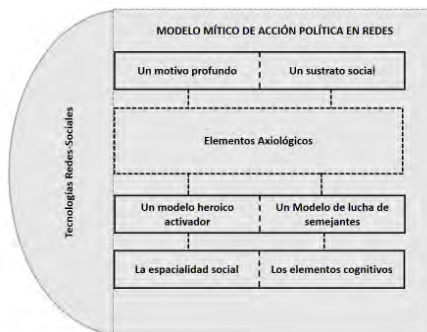 MODELO MÍTICO DE ACCIÓN POLÍTICA EN REDES
Un motivo profundo
Un sustrato social
Tecnologías Redes-Sociales
Elementos Axiológicos
Un modelo heroico
activador
Un Modelo de lucha de
semejantes
La espacialidad social
Los elementos cognitivos